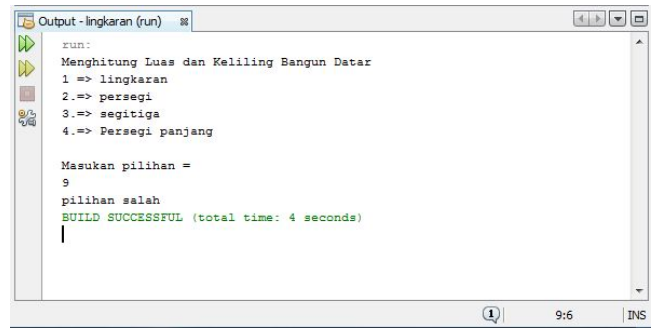 Output - lingkaran (run)
run:
Menghitung Luas dan Keliling Bangun Datar
1 => lingkaran
2.=> persegi
3.=> segitiga
4.=> Persegi panjang
Masukan pilihan =
9
pilihan salah
BUILD SUCCESSFUL (total time: 4 seconds)
1 9:6 INS